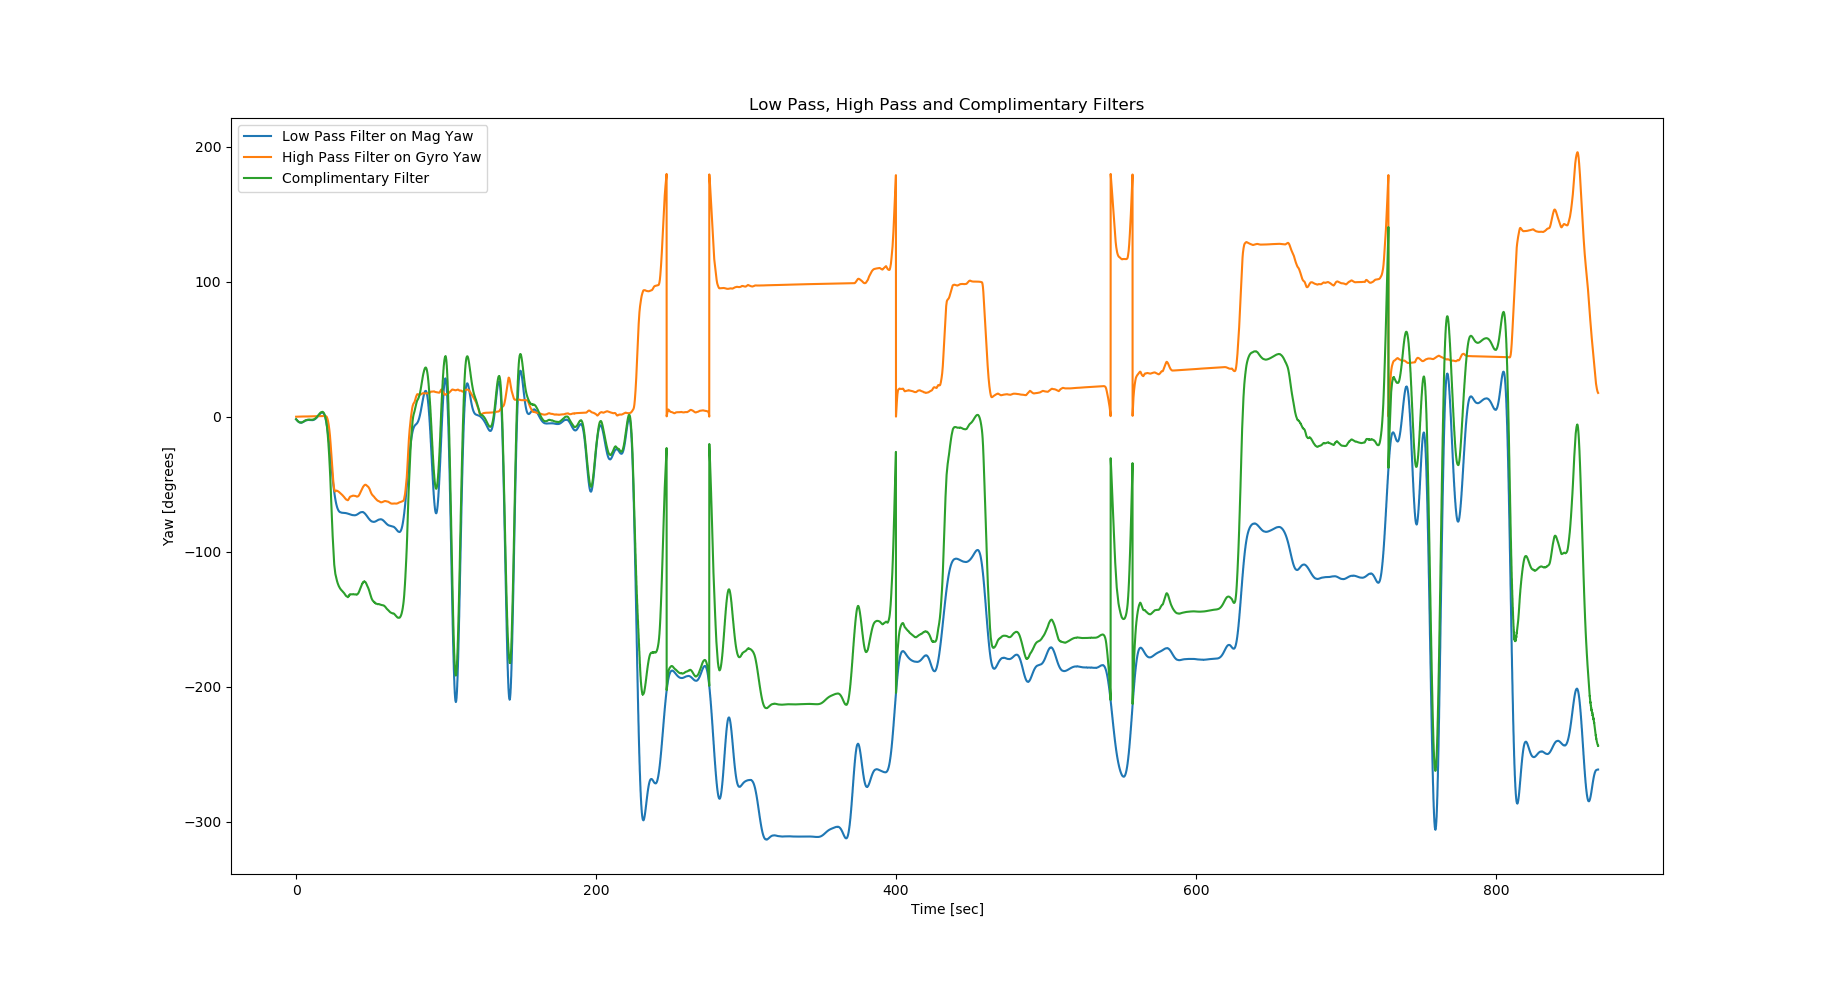 Low Pass, High Pass and Complimentary Filters
Low Pass Filter on Mag Yaw
High Pass Filter on Gyro Yaw
Complimentary Filter
200
100
0
−100
−200
−300
Yaw [degrees]
0 200 400 600 800
Time [sec]